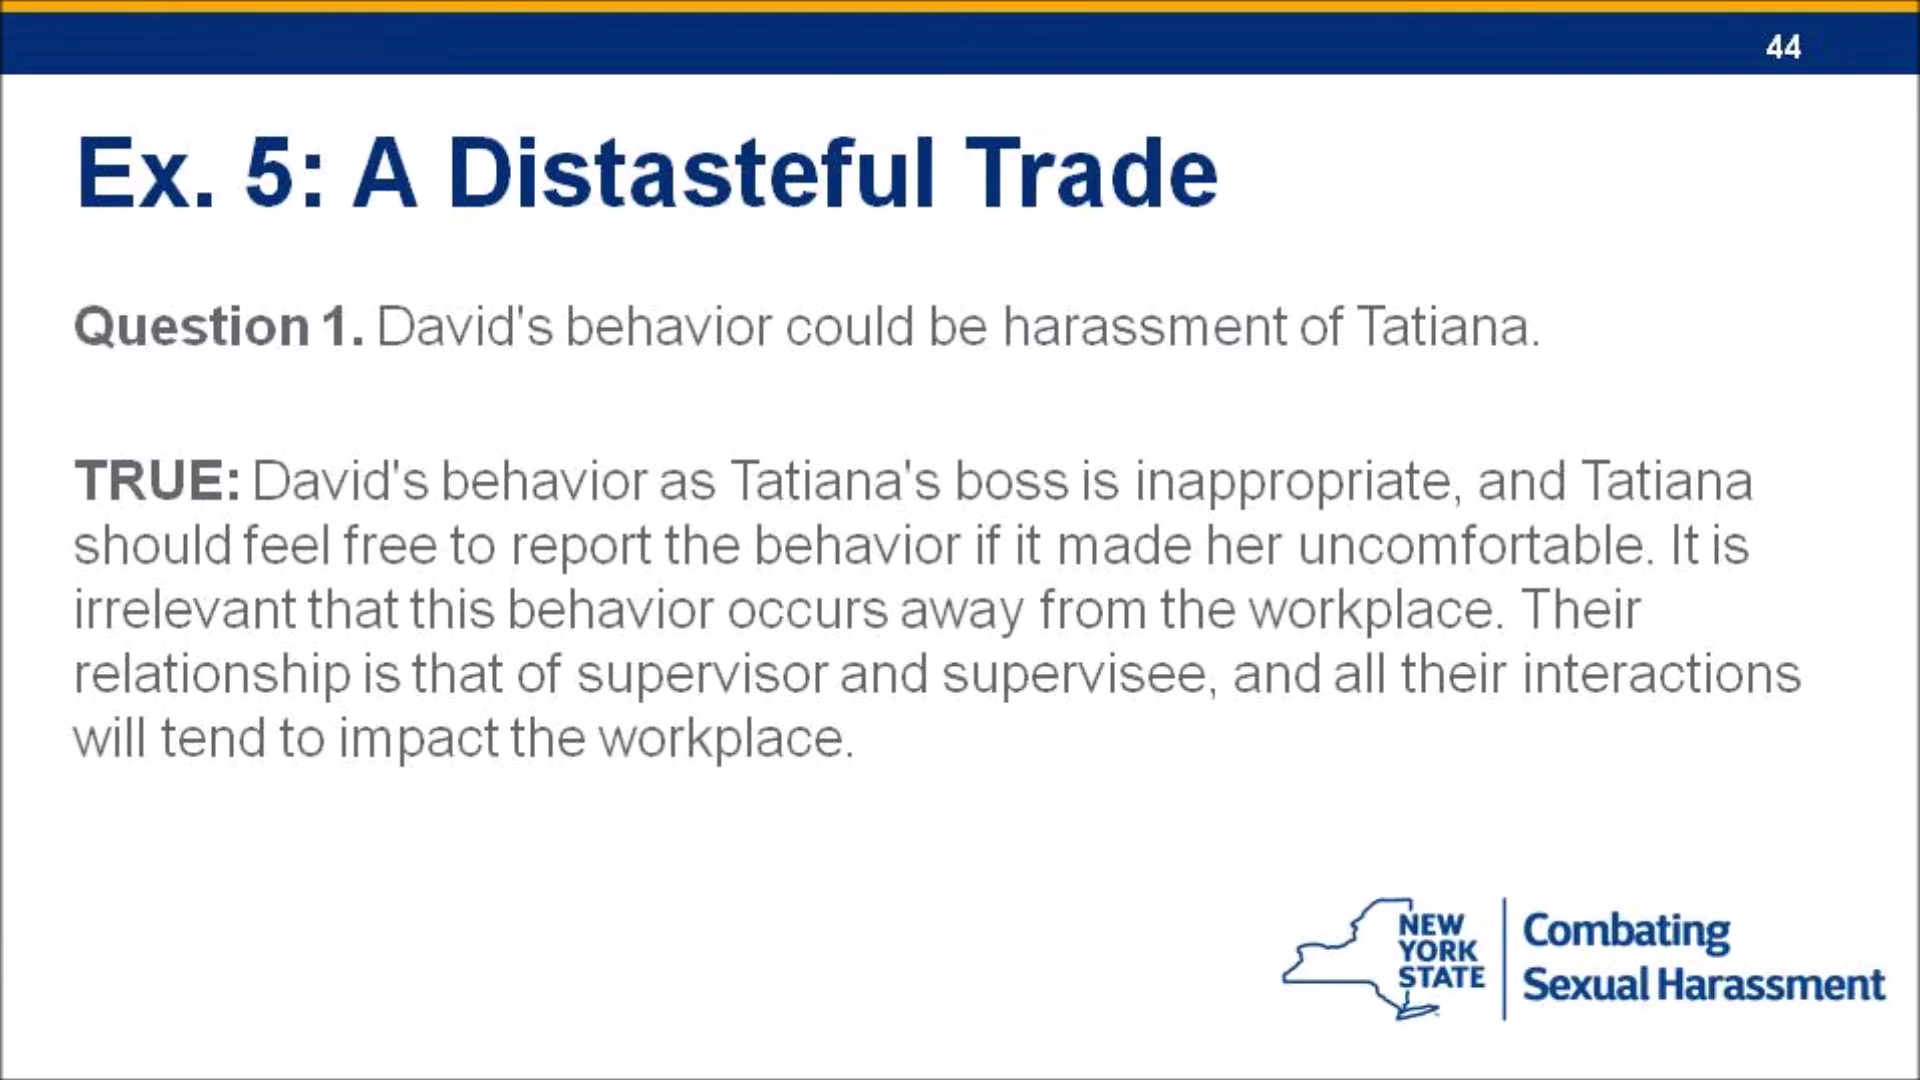 44
Ex. 5: A Distasteful Trade
Question 1. David's behavior could be harassment of Tatiana.
TRUE: David's behavior as Tatiana's boss is inappropriate, and Tatiana
should feel free to report the behavior if it made her uncomfortable. It is
irrelevant that this behavior occurs away from the workplace. Their
relationship is that of supervisor and supervisee, and all their interactions
will tend to impact the workplace.
NEW
YORK
STATE
Combating
Sexual Harassment